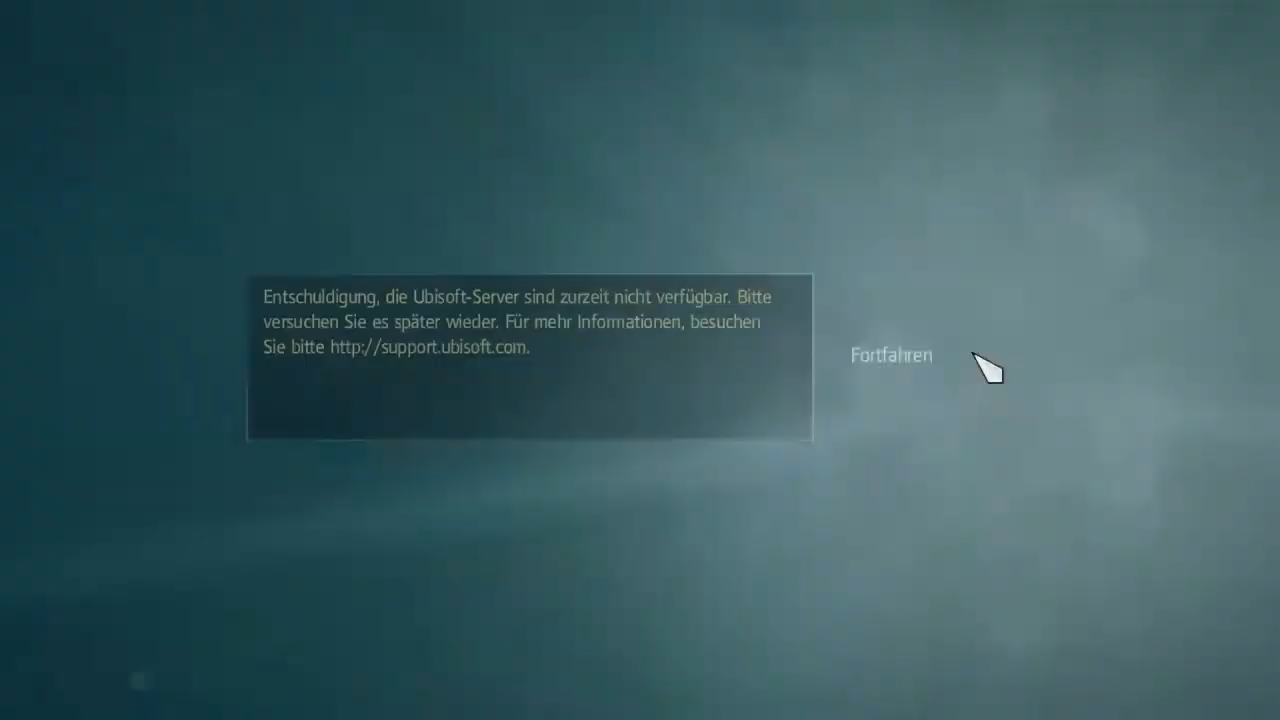 Entschuldigung, die Ubisoft-Server sind zurzeit nicht verfügbar. Bitte
versuchen Sie es später wieder. Für mehr Informationen, besuchen
Sie bitte http://support.ubisoft.com.
Fortfahren